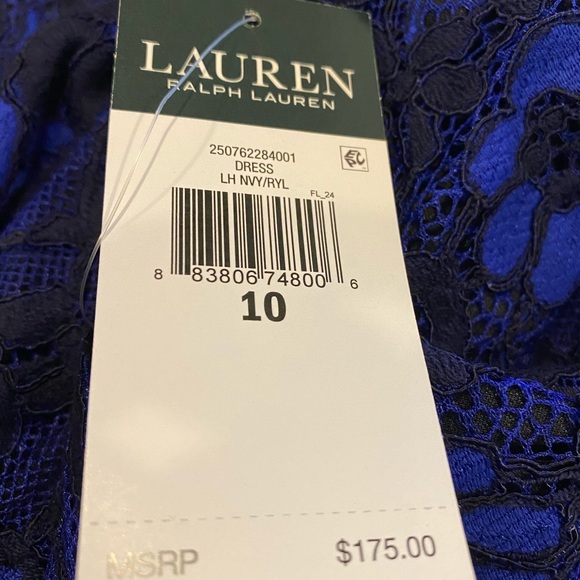 LAUREN
RALPH LAUREN
250762284001
DRESS
LH NVY/RYL
FL_24
8 83806 74800 6
10
MSRP $175.00